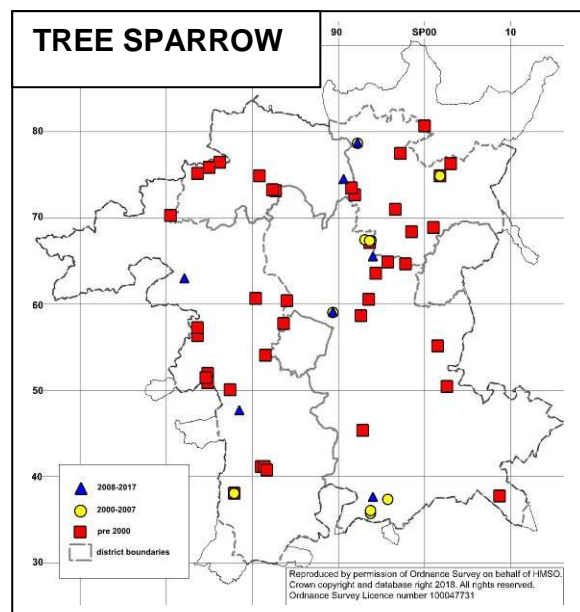 TREE SPARROW
90 SP00 10
80
70
60
50
40
30
2008-2017
2000-2007
pre 2000
district boundaries
Reproduced by permission of Ordnance Survey on behalf of HMSO.
Crown copyright and database right 2018. All rights reserved.
Ordnance Survey Licence number 100047731